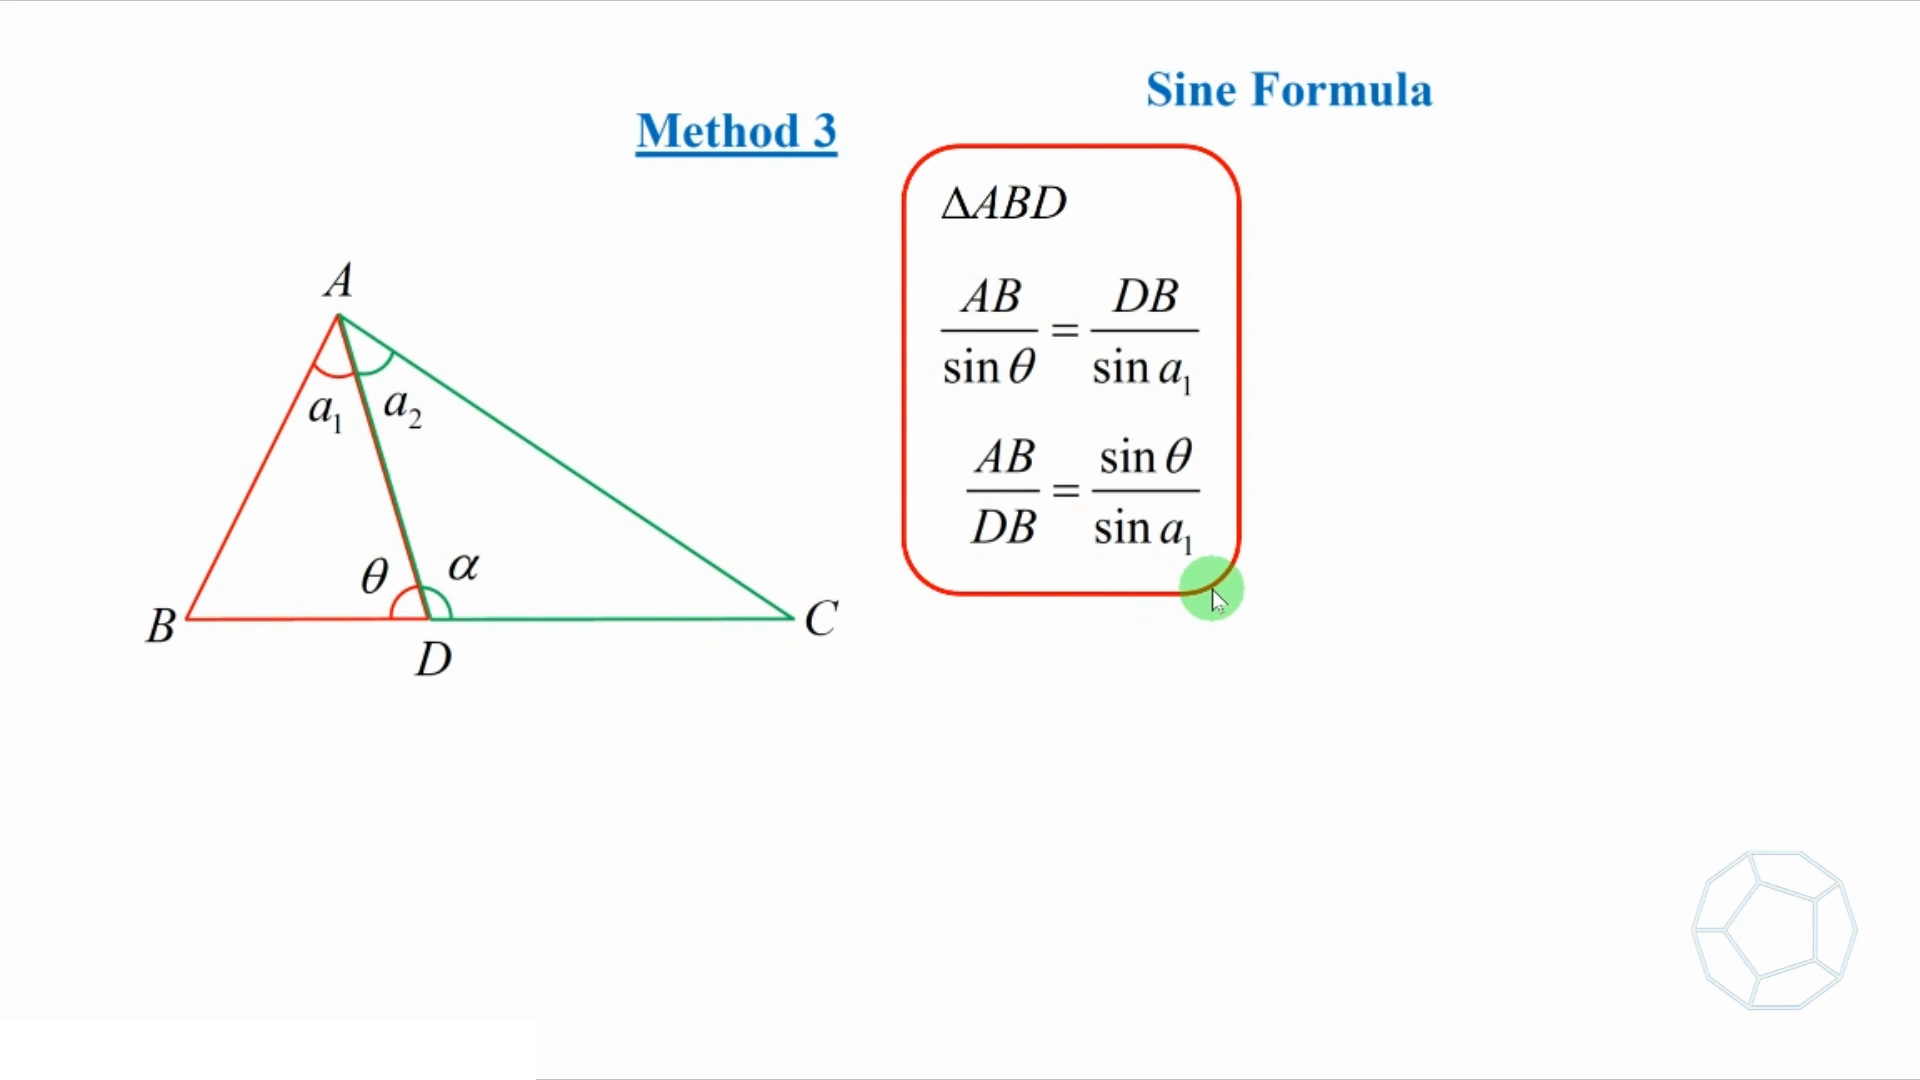 Sine Formula
Method 3
ΔABD
AB/sin θ = DB/sin a₁
AB/DB = sin θ/sin a₁
A
a₁ a₂
θ α
B C
D